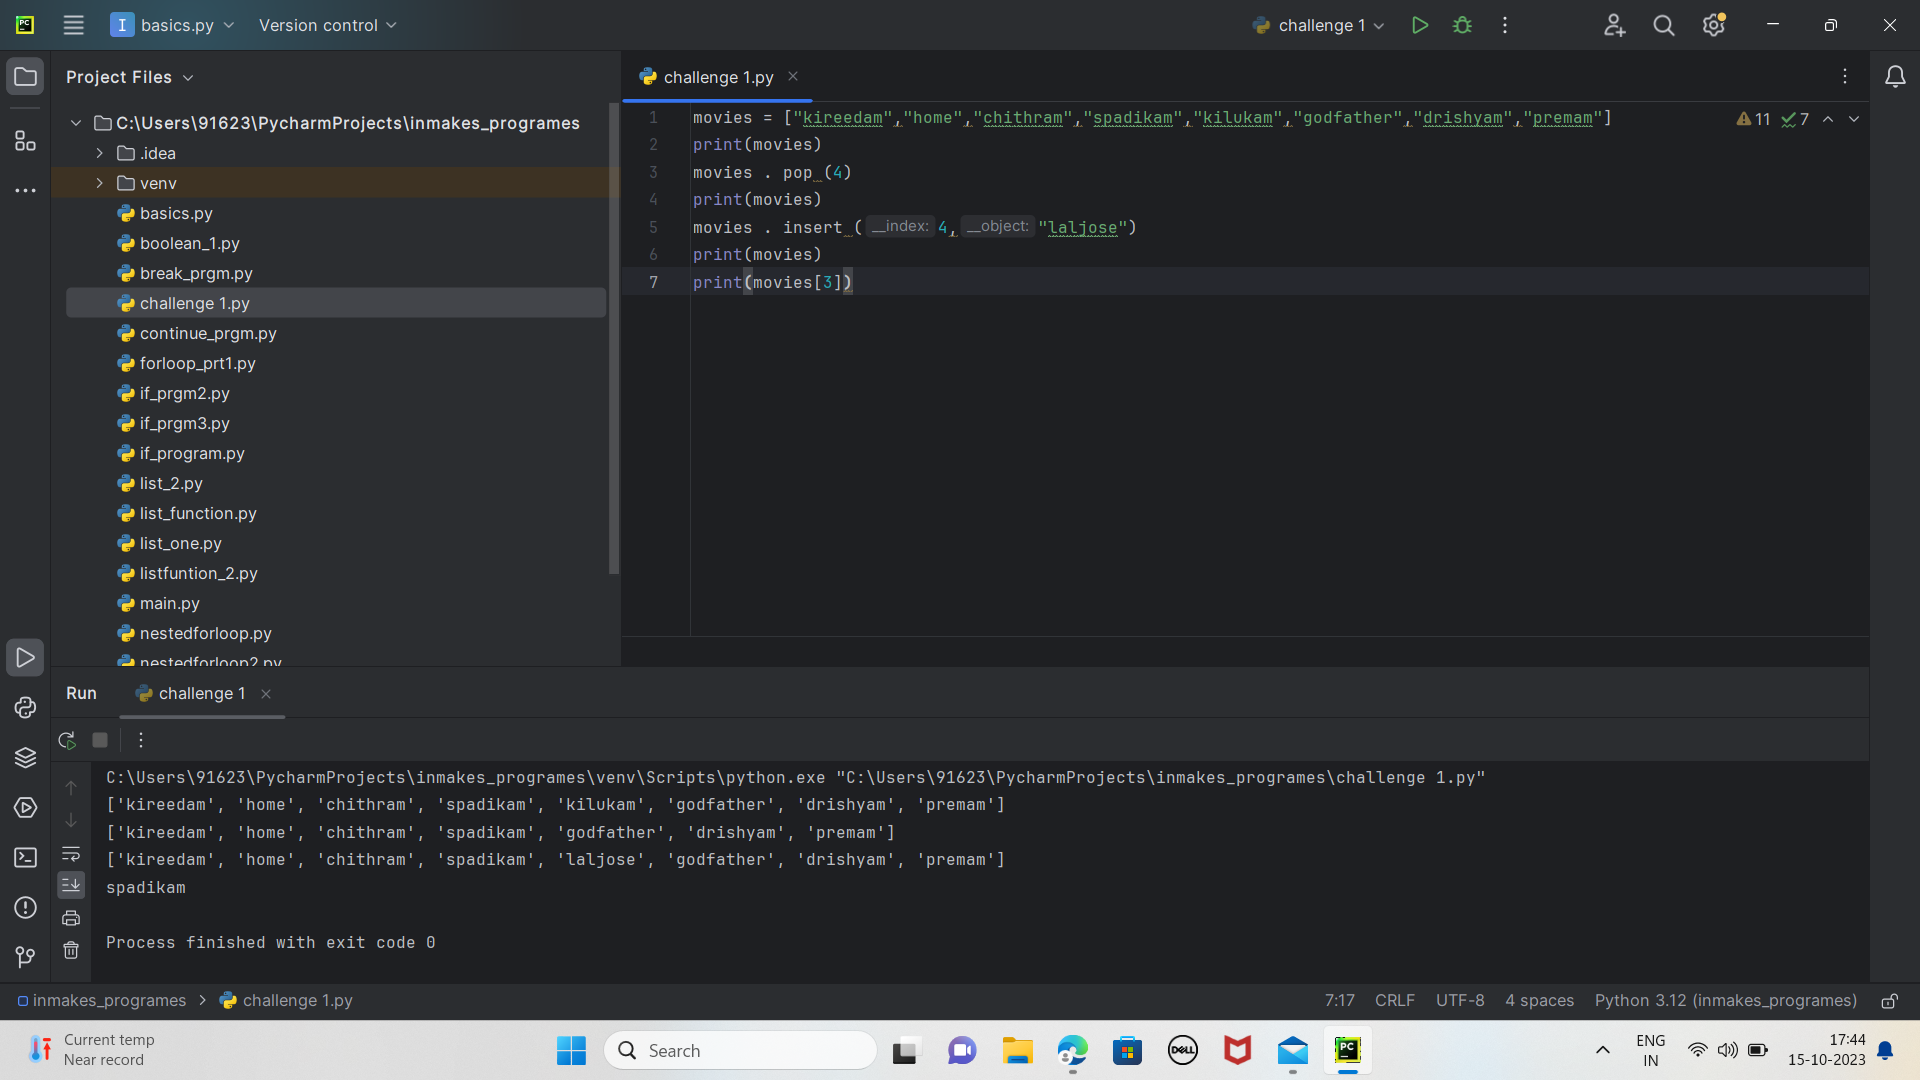 PC
I basics.py
Version control
challenge 1
Project Files
C:\Users\91623\PycharmProjects\inmakes_programes
.idea
venv
basics.py
boolean_1.py
break_prgm.py
challenge 1.py
continue_prgm.py
forloop_prt1.py
if_prgm2.py
if_prgm3.py
if_program.py
list_2.py
list_function.py
list_one.py
listfuntion_2.py
main.py
nestedforloop.py
nestedforloop2.py
challenge 1.py
11 7
1 movies = ["kireedam","home","chithram","spadikam","kilukam","godfather","drishyam","premam"]
2 print(movies)
3 movies . pop (4)
4 print(movies)
5 movies . insert ( __index: 4, __object: "laljose")
6 print(movies)
7 print(movies[3])
Run
challenge 1
C:\Users\91623\PycharmProjects\inmakes_programes\venv\Scripts\python.exe "C:\Users\91623\PycharmProjects\inmakes_programes\challenge 1.py"
['kireedam', 'home', 'chithram', 'spadikam', 'kilukam', 'godfather', 'drishyam', 'premam']
['kireedam', 'home', 'chithram', 'spadikam', 'godfather', 'drishyam', 'premam']
['kireedam', 'home', 'chithram', 'spadikam', 'laljose', 'godfather', 'drishyam', 'premam']
spadikam
Process finished with exit code 0
inmakes_programes > challenge 1.py
7:17 CRLF UTF-8 4 spaces Python 3.12 (inmakes_programes)
Current temp
Near record
Search
DELL
PC
ENG
IN
17:44
15-10-2023